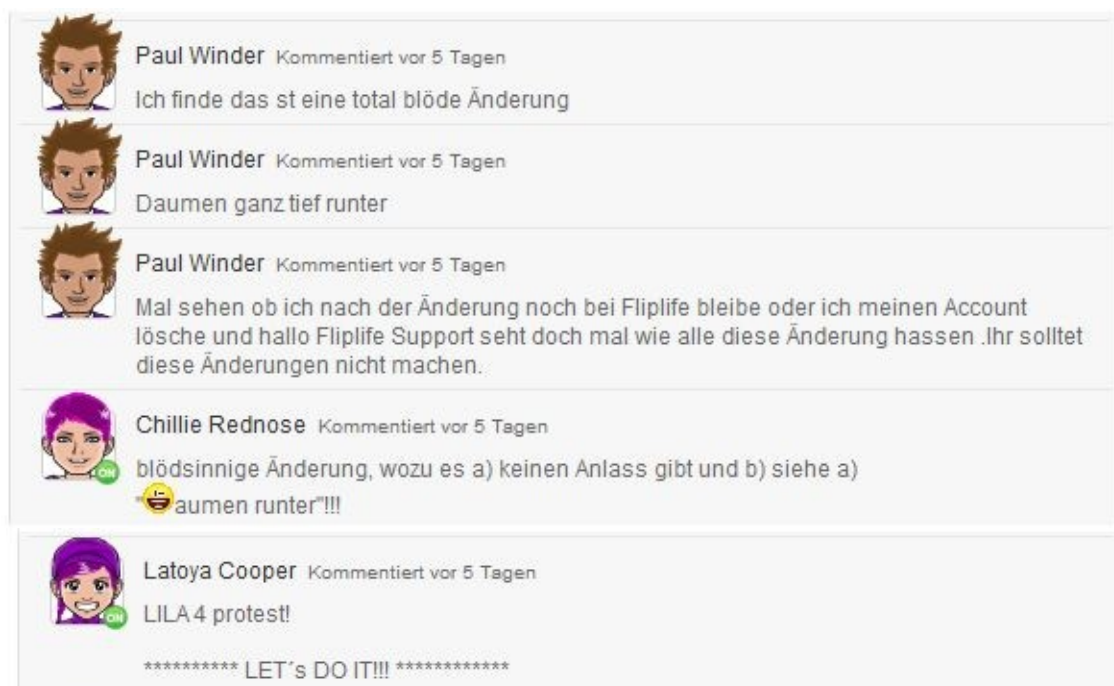 Paul Winder Kommentiert vor 5 Tagen
Ich finde das st eine total blöde Änderung
Paul Winder Kommentiert vor 5 Tagen
Daumen ganz tief runter
Paul Winder Kommentiert vor 5 Tagen
Mal sehen ob ich nach der Änderung noch bei Fliplife bleibe oder ich meinen Account
lösche und hallo Fliplife Support seht doch mal wie alle diese Änderung hassen .Ihr solltet
diese Änderungen nicht machen.
Chillie Rednose Kommentiert vor 5 Tagen
ON
blödsinnige Änderung, wozu es a) keinen Anlass gibt und b) siehe a)
"aumen runter"!!!
Latoya Cooper Kommentiert vor 5 Tagen
ON
LILA 4 protest!
********** LET´s DO IT!!! ************